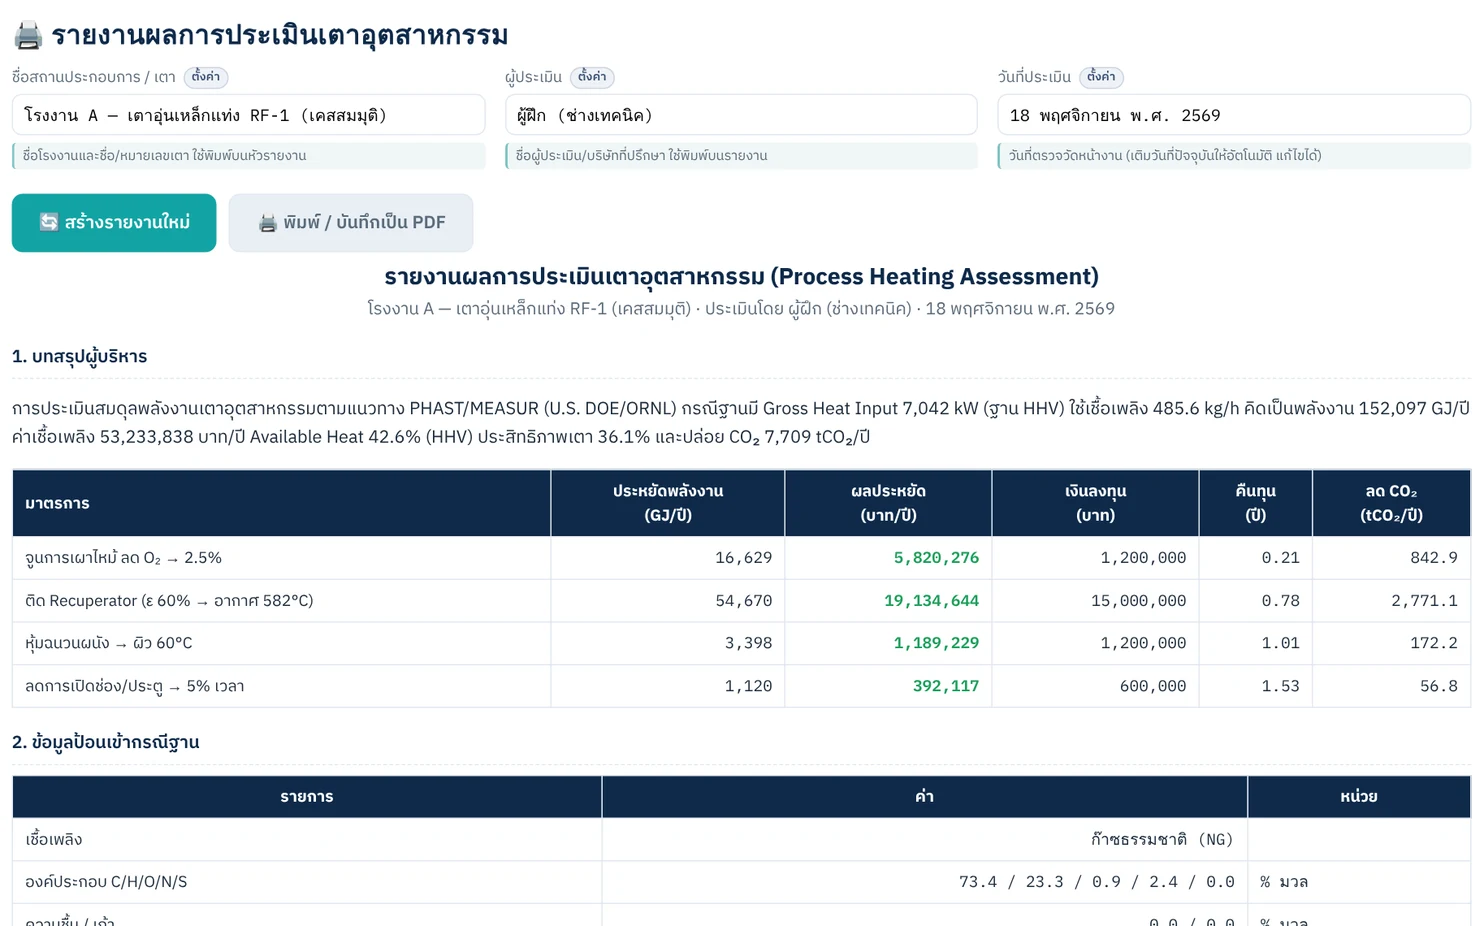 🖨️ รายงานผลการประเมินเตาอุตสาหกรรม
ชื่อสถานประกอบการ / เตา ตั้งค่า
ผู้ประเมิน ตั้งค่า
วันที่ประเมิน ตั้งค่า
โรงงาน A — เตาอุ่นเหล็กแท่ง RF-1 (เคสสมมุติ)
ผู้ฝึก (ช่างเทคนิค)
18 พฤศจิกายน พ.ศ. 2569
ชื่อโรงงานและชื่อ/หมายเลขเตา ใช้พิมพ์บนหัวรายงาน
ชื่อผู้ประเมิน/บริษัทที่ปรึกษา ใช้พิมพ์บนรายงาน
วันที่ตรวจวัดหน้างาน (เติมวันที่ปัจจุบันให้อัตโนมัติ แก้ไขได้)
🔄 สร้างรายงานใหม่
🖨️ พิมพ์ / บันทึกเป็น PDF
รายงานผลการประเมินเตาอุตสาหกรรม (Process Heating Assessment)
โรงงาน A — เตาอุ่นเหล็กแท่ง RF-1 (เคสสมมุติ) · ประเมินโดย ผู้ฝึก (ช่างเทคนิค) · 18 พฤศจิกายน พ.ศ. 2569
1. บทสรุปผู้บริหาร
การประเมินสมดุลพลังงานเตาอุตสาหกรรมตามแนวทาง PHAST/MEASUR (U.S. DOE/ORNL) กรณีฐานมี Gross Heat Input 7,042 kW (ฐาน HHV) ใช้เชื้อเพลิง 485.6 kg/h คิดเป็นพลังงาน 152,097 GJ/ปี
ค่าเชื้อเพลิง 53,233,838 บาท/ปี Available Heat 42.6% (HHV) ประสิทธิภาพเตา 36.1% และปล่อย CO₂ 7,709 tCO₂/ปี
มาตรการ ประหยัดพลังงาน (GJ/ปี) ผลประหยัด (บาท/ปี) เงินลงทุน (บาท) คืนทุน (ปี) ลด CO₂ (tCO₂/ปี)
จูนการเผาไหม้ ลด O₂ → 2.5% 16,629 5,820,276 1,200,000 0.21 842.9
ติด Recuperator (ε 60% → อากาศ 582°C) 54,670 19,134,644 15,000,000 0.78 2,771.1
หุ้มฉนวนผนัง → ผิว 60°C 3,398 1,189,229 1,200,000 1.01 172.2
ลดการเปิดช่อง/ประตู → 5% เวลา 1,120 392,117 600,000 1.53 56.8
2. ข้อมูลป้อนเข้ากรณีฐาน
รายการ ค่า หน่วย
เชื้อเพลิง ก๊าซธรรมชาติ (NG)
องค์ประกอบ C/H/O/N/S 73.4 / 23.3 / 0.9 / 2.4 / 0.0 % มวล
ความชื้น / เถ้า 0.0 / 0.0 % มวล